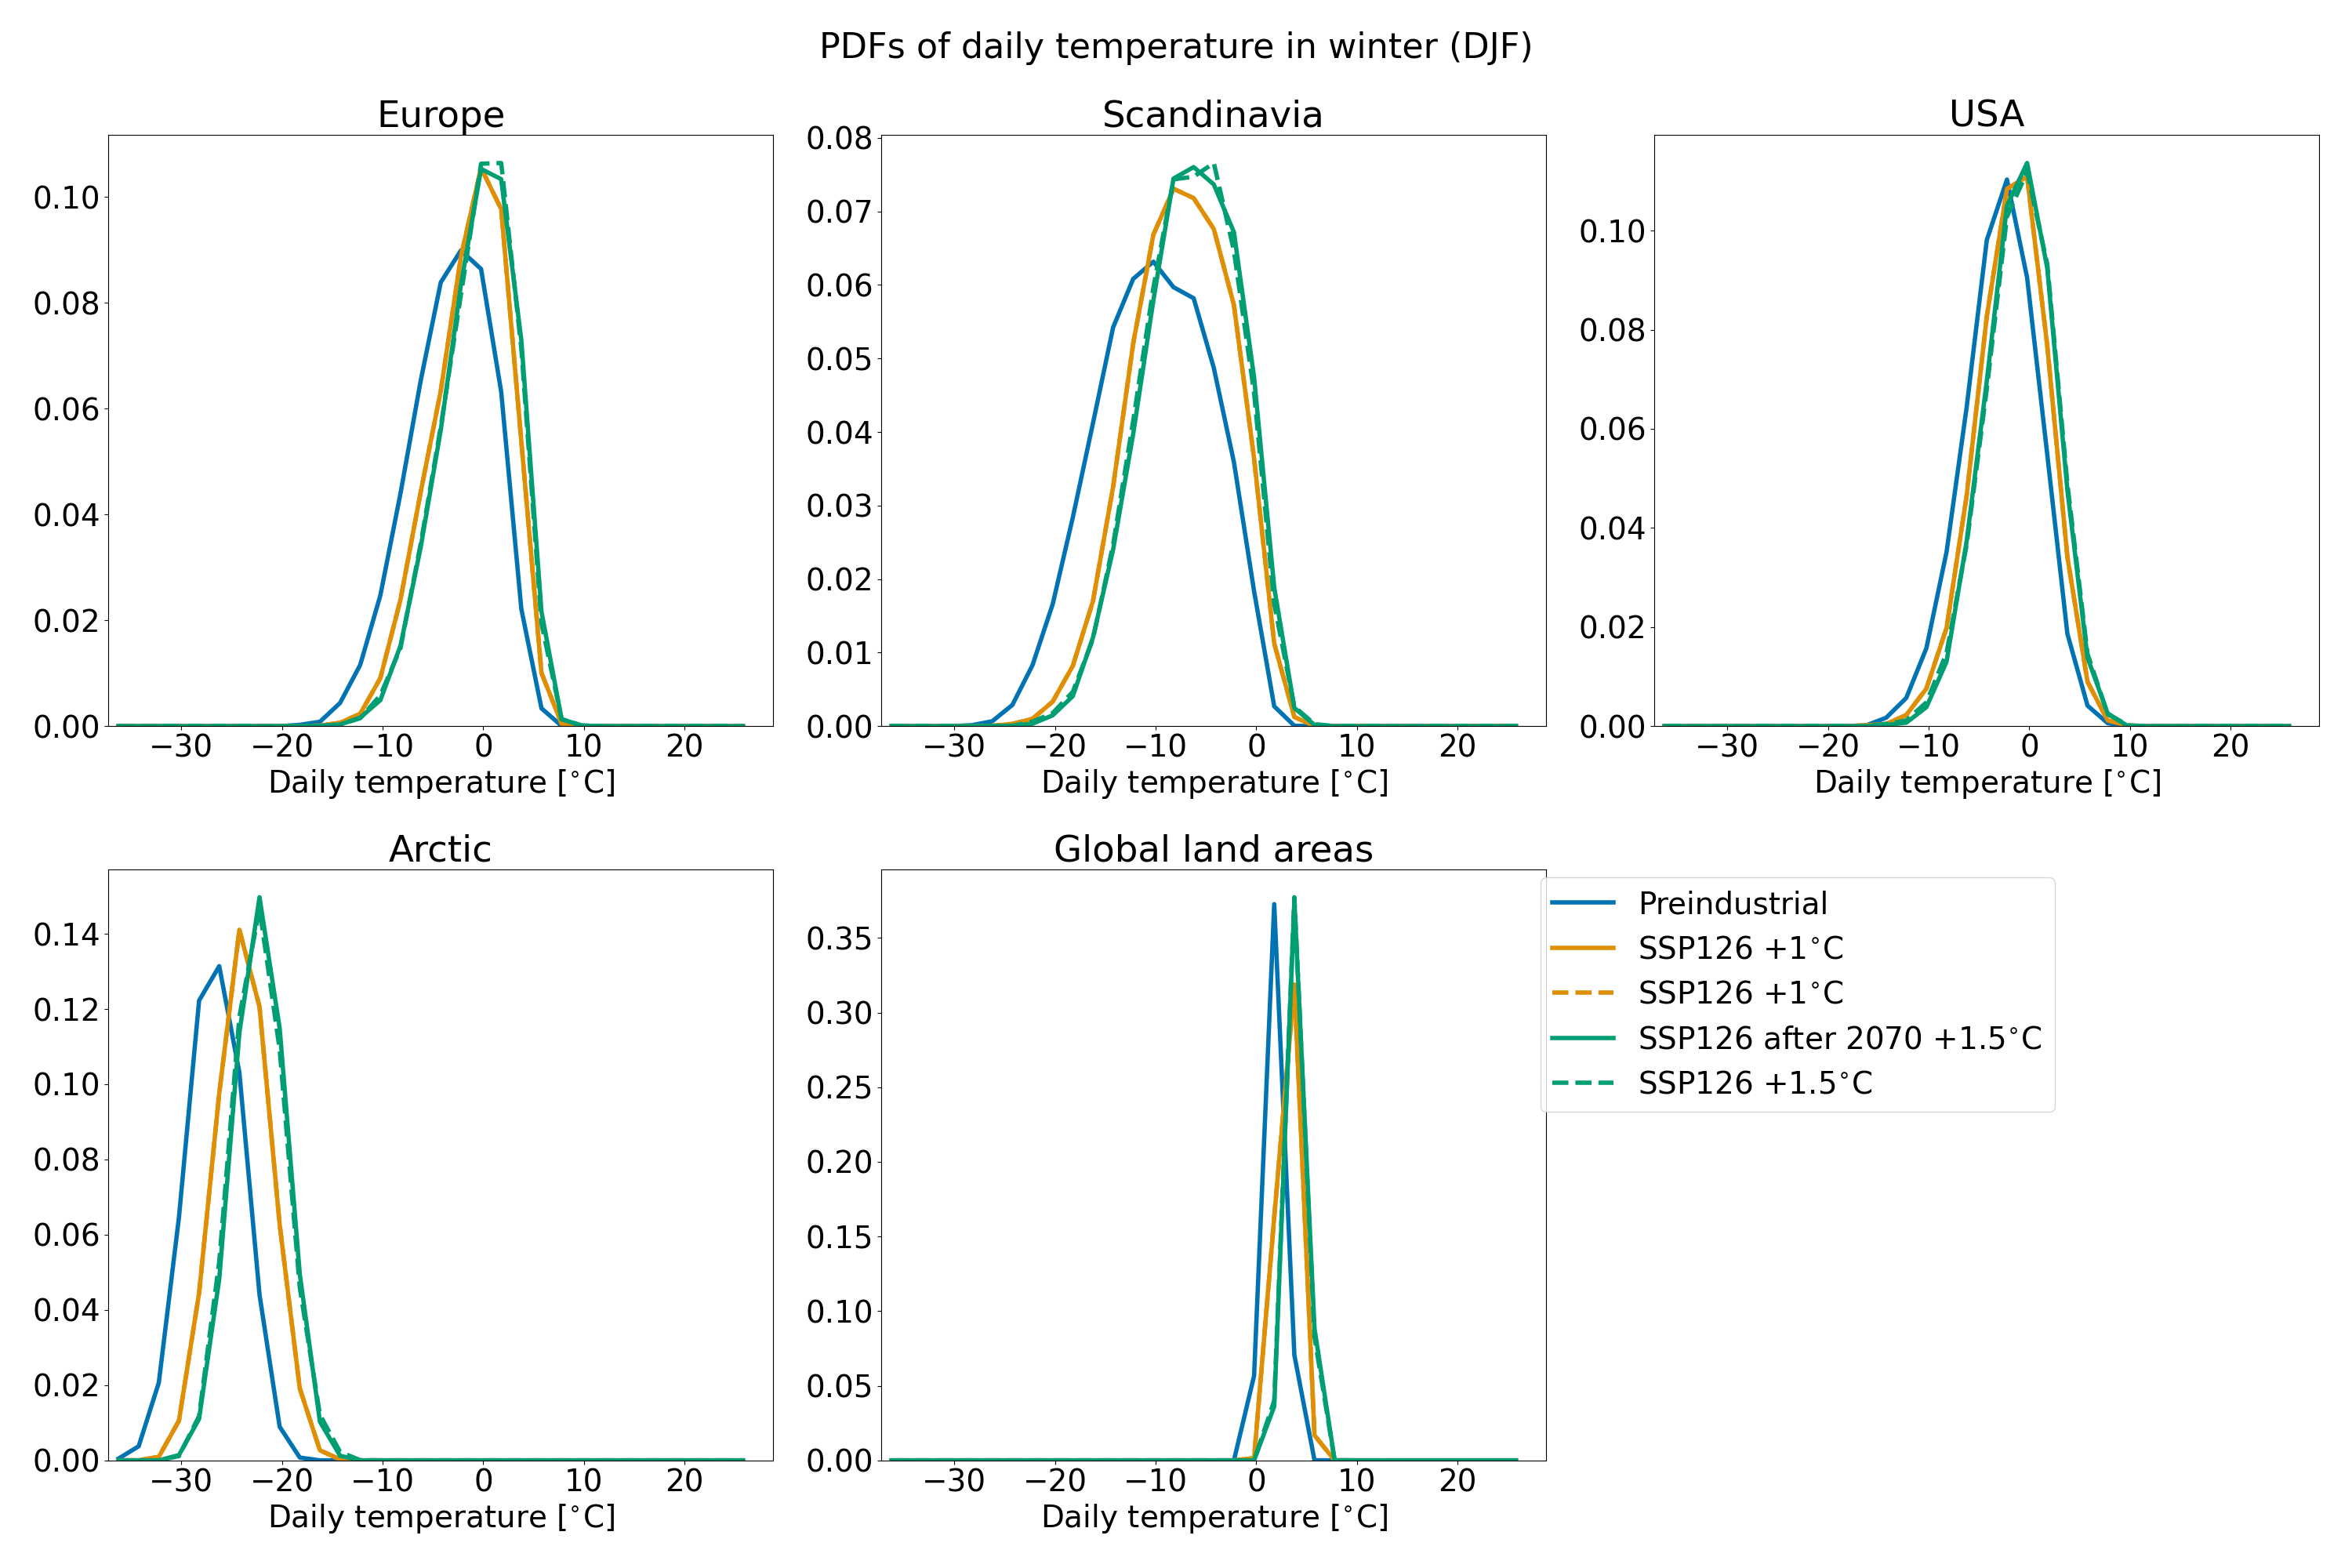 PDFs of daily temperature in winter (DJF)
Europe
0.10
0.08
0.06
0.04
0.02
0.00
−30 −20 −10 0 10 20
Daily temperature [°C]
Scandinavia
0.08
0.07
0.06
0.05
0.04
0.03
0.02
0.01
0.00
−30 −20 −10 0 10 20
Daily temperature [°C]
USA
0.10
0.08
0.06
0.04
0.02
0.00
−30 −20 −10 0 10 20
Daily temperature [°C]
Arctic
0.14
0.12
0.10
0.08
0.06
0.04
0.02
0.00
−30 −20 −10 0 10 20
Daily temperature [°C]
Global land areas
0.35
0.30
0.25
0.20
0.15
0.10
0.05
0.00
−30 −20 −10 0 10 20
Daily temperature [°C]
Preindustrial
SSP126 +1°C
SSP126 +1°C
SSP126 after 2070 +1.5°C
SSP126 +1.5°C